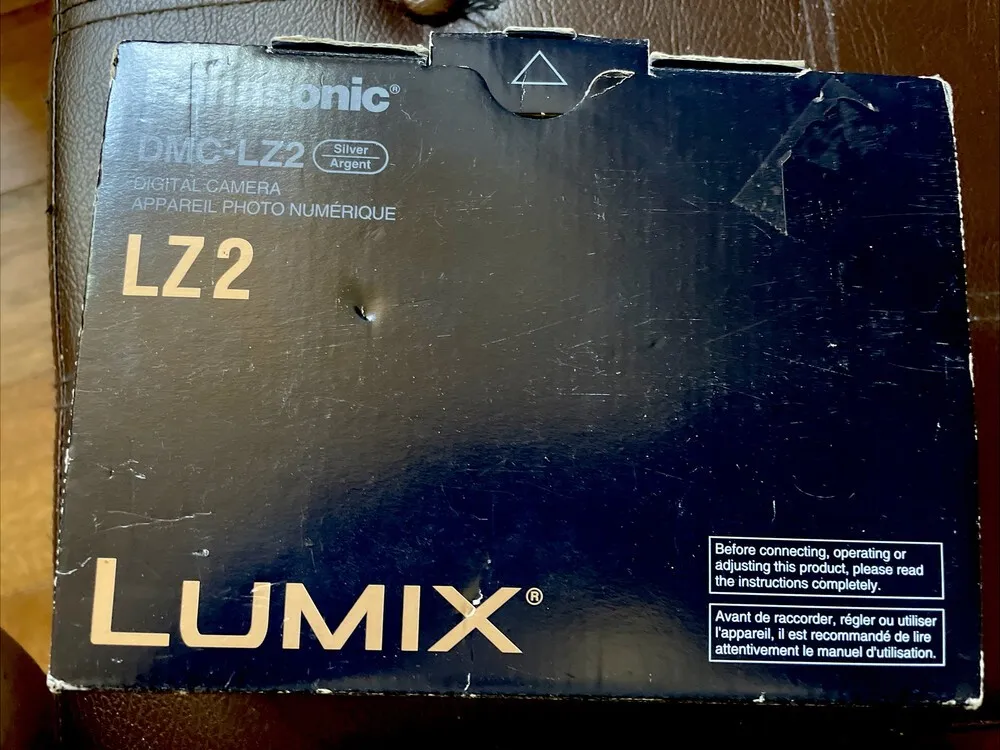 Panasonic®
DMC-LZ2 Silver Argent
DIGITAL CAMERA
APPAREIL PHOTO NUMÉRIQUE
LZ2
LUMIX®
Before connecting, operating or
adjusting this product, please read
the instructions completely.
Avant de raccorder, régler ou utiliser
l'appareil, il est recommandé de lire
attentivement le manuel d'utilisation.